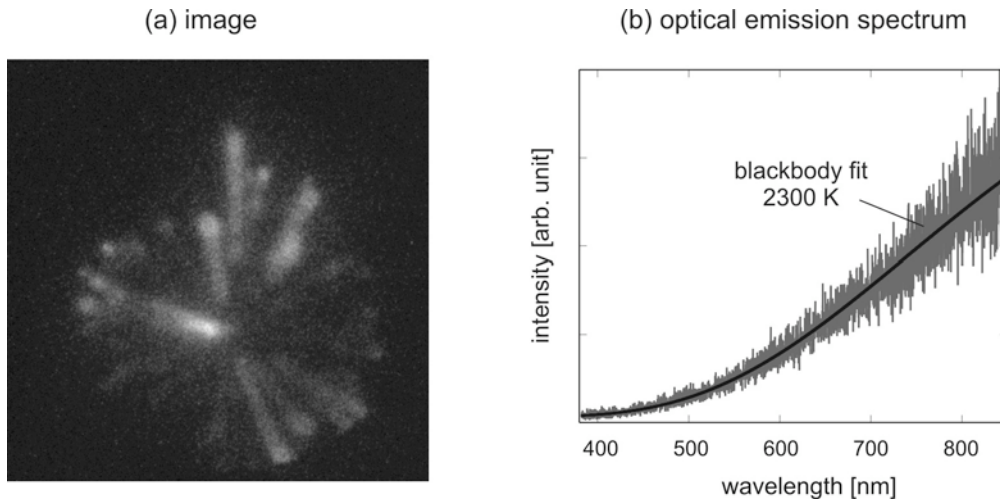 (a) image
(b) optical emission spectrum
intensity [arb. unit]
blackbody fit
2300 K
400 500 600 700 800
wavelength [nm]